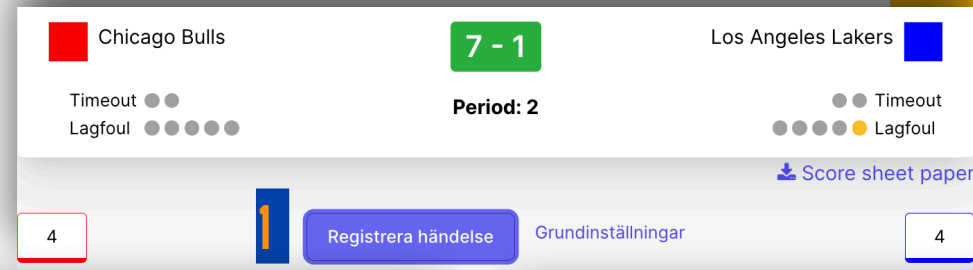 Chicago Bulls
7 - 1
Los Angeles Lakers
Timeout
Period: 2
Timeout
Lagfoul
Lagfoul
Score sheet paper
4
1
Registrera händelse
Grundinställningar
4